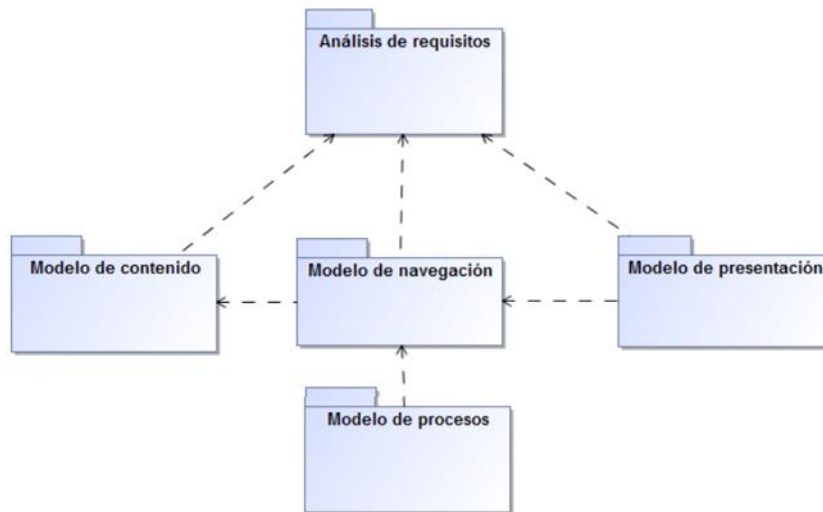 Análisis de requisitos
Modelo de contenido
Modelo de navegación
Modelo de presentación
Modelo de procesos